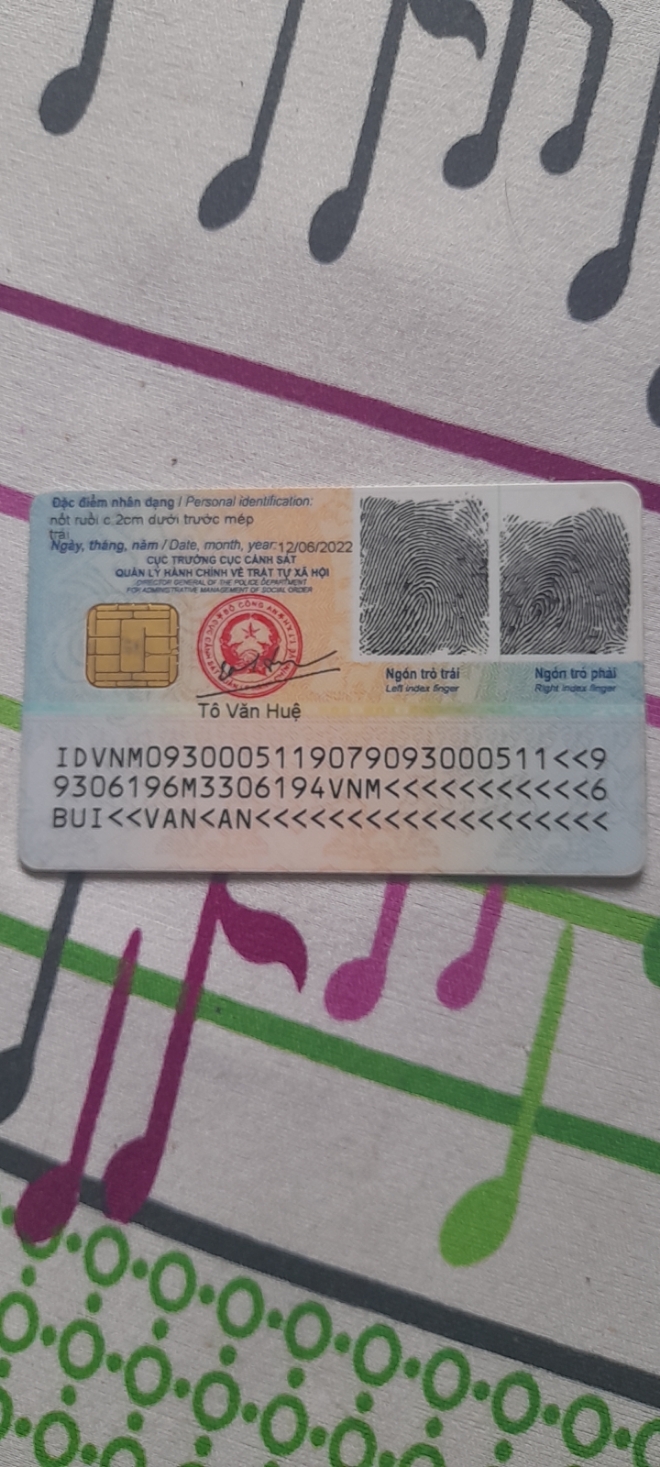 Đặc điểm nhân dạng / Personal identification:
nốt ruồi c.2cm dưới trước mép
trái
Ngày, tháng, năm / Date, month, year: 12/06/2022
CỤC TRƯỞNG CỤC CẢNH SÁT
QUẢN LÝ HÀNH CHÍNH VỀ TRẬT TỰ XÃ HỘI
DIRECTOR GENERAL OF THE POLICE DEPARTMENT
FOR ADMINISTRATIVE MANAGEMENT OF SOCIAL ORDER
BỘ CÔNG AN
Tô Văn Huệ
Ngón trỏ trái
Left index finger
Ngón trỏ phải
Right index finger
IDVNM0930005119079093000511<<9
9306196M3306194VNM<<<<<<<<<<<6
BUI<<VAN<AN<<<<<<<<<<<<<<<<<<<